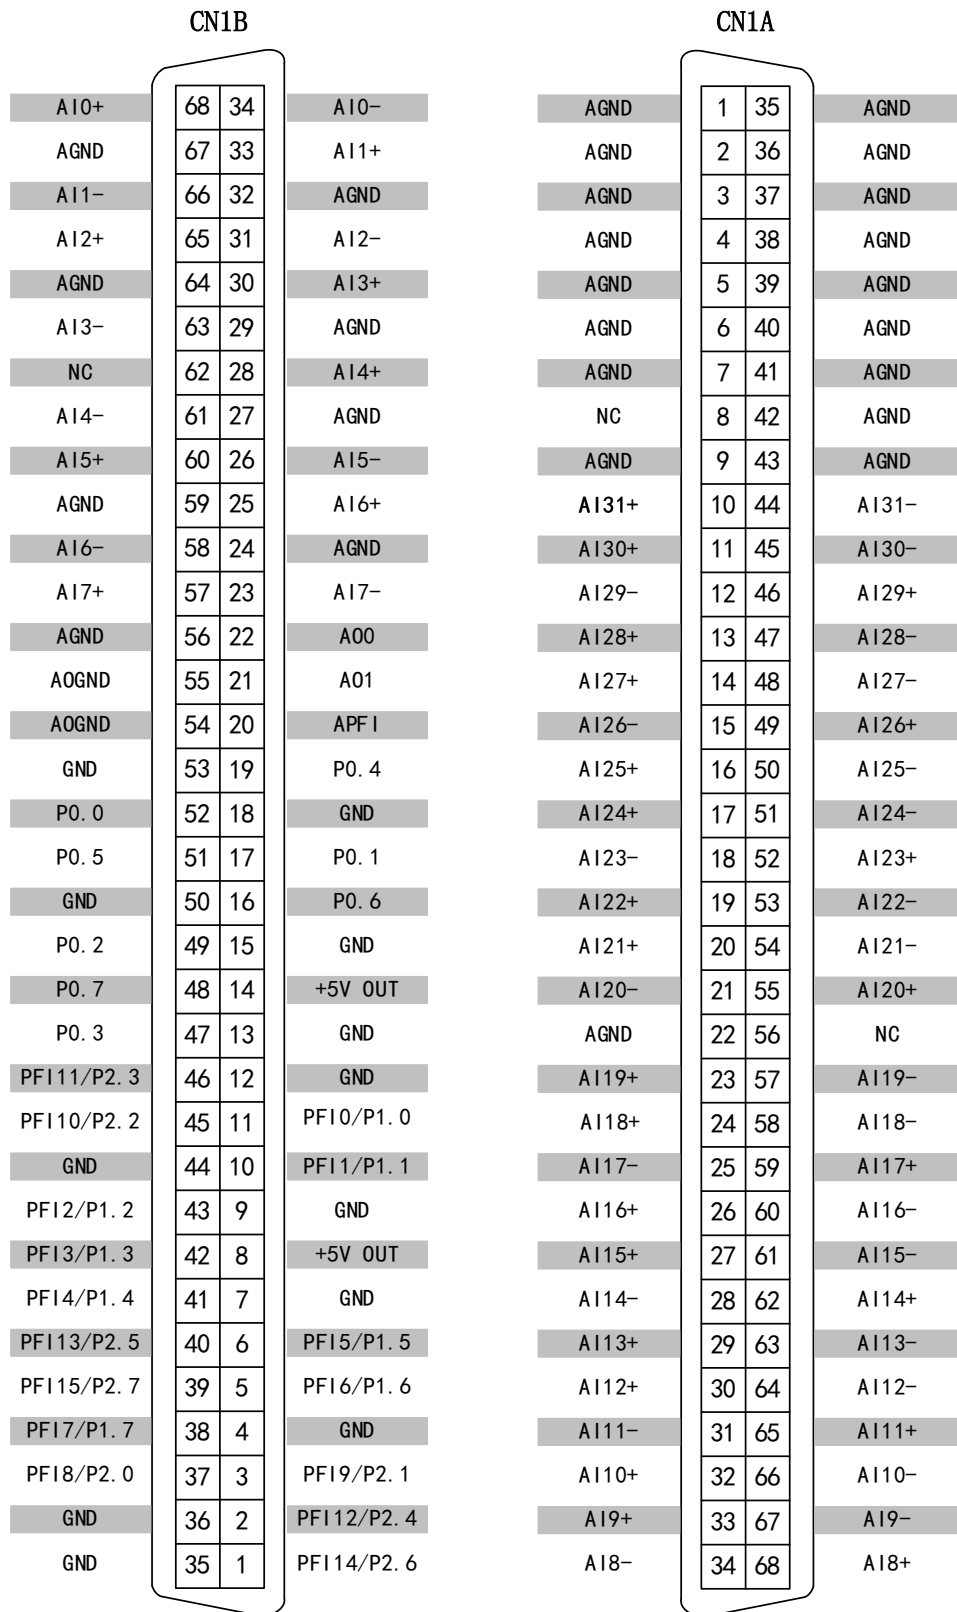 CN1B CN1A
AI0+ 68 34 AI0- AGND 1 35 AGND
AGND 67 33 AI1+ AGND 2 36 AGND
AI1- 66 32 AGND AGND 3 37 AGND
AI2+ 65 31 AI2- AGND 4 38 AGND
AGND 64 30 AI3+ AGND 5 39 AGND
AI3- 63 29 AGND AGND 6 40 AGND
NC 62 28 AI4+ AGND 7 41 AGND
AI4- 61 27 AGND NC 8 42 AGND
AI5+ 60 26 AI5- AGND 9 43 AGND
AGND 59 25 AI6+ AI31+ 10 44 AI31-
AI6- 58 24 AGND AI30+ 11 45 AI30-
AI7+ 57 23 AI7- AI29- 12 46 AI29+
AGND 56 22 AO0 AI28+ 13 47 AI28-
AOGND 55 21 AO1 AI27+ 14 48 AI27-
AOGND 54 20 APFI AI26- 15 49 AI26+
GND 53 19 P0.4 AI25+ 16 50 AI25-
P0.0 52 18 GND AI24+ 17 51 AI24-
P0.5 51 17 P0.1 AI23- 18 52 AI23+
GND 50 16 P0.6 AI22+ 19 53 AI22-
P0.2 49 15 GND AI21+ 20 54 AI21-
P0.7 48 14 +5V OUT AI20- 21 55 AI20+
P0.3 47 13 GND AGND 22 56 NC
PFI11/P2.3 46 12 GND AI19+ 23 57 AI19-
PFI10/P2.2 45 11 PFI0/P1.0 AI18+ 24 58 AI18-
GND 44 10 PFI1/P1.1 AI17- 25 59 AI17+
PFI2/P1.2 43 9 GND AI16+ 26 60 AI16-
PFI3/P1.3 42 8 +5V OUT AI15+ 27 61 AI15-
PFI4/P1.4 41 7 GND AI14- 28 62 AI14+
PFI13/P2.5 40 6 PFI5/P1.5 AI13+ 29 63 AI13-
PFI15/P2.7 39 5 PFI6/P1.6 AI12+ 30 64 AI12-
PFI7/P1.7 38 4 GND AI11- 31 65 AI11+
PFI8/P2.0 37 3 PFI9/P2.1 AI10+ 32 66 AI10-
GND 36 2 PFI12/P2.4 AI9+ 33 67 AI9-
GND 35 1 PFI14/P2.6 AI8- 34 68 AI8+